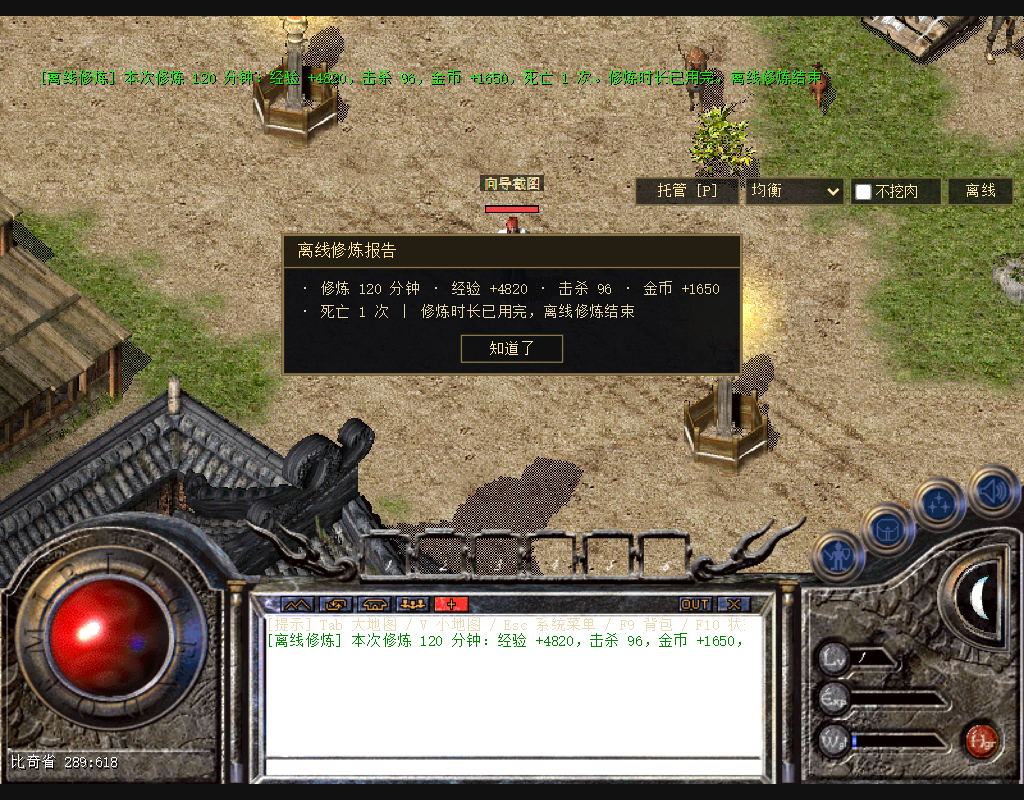 [离线修炼] 本次修炼 120 分钟：经验 +4820，击杀 96，金币 +1650，死亡 1 次。修炼时长已用完，离线修炼结束
向导截图
托管 [P]
均衡
不挖肉
离线
离线修炼报告
· 修炼 120 分钟 · 经验 +4820 · 击杀 96 · 金币 +1650
· 死亡 1 次 | 修炼时长已用完，离线修炼结束
知道了
OUT
[提示] Tab 大地图 / V 小地图 / Esc 系统菜单 / F9 背包 / F10 状
[离线修炼] 本次修炼 120 分钟：经验 +4820，击杀 96，金币 +1650，
Lv
Exp
比奇省 289:618